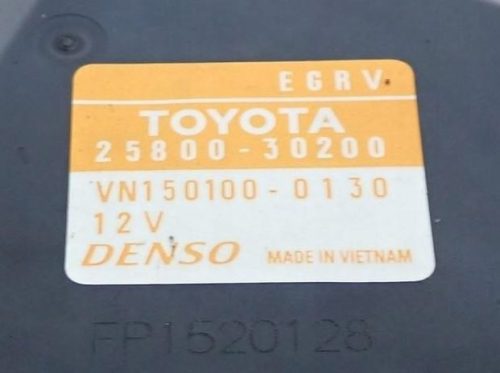 EGRV
TOYOTA
25800-30200
VN150100-0130
12V
DENSO MADE IN VIETNAM
FP1520128